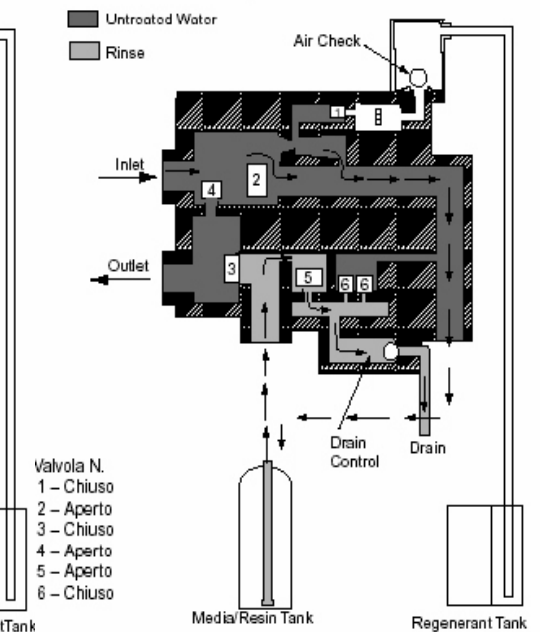 Untreated Water
Rinse
Air Check
1
Inlet
4
2
Outlet
3
5
6 6
Drain
Control
Drain
Valvola N.
1 – Chiuso
2 – Aperto
3 – Chiuso
4 – Aperto
5 – Aperto
6 – Chiuso
tTank
Media/Resin Tank
Regenerant Tank